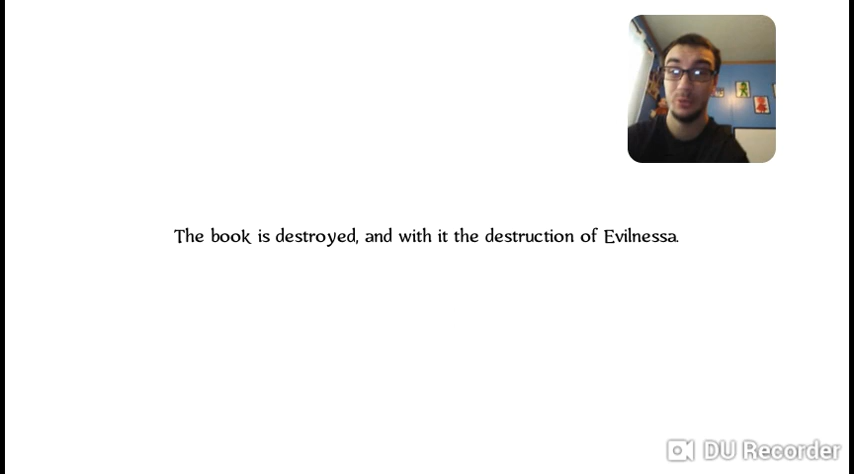 The book is destroyed, and with it the destruction of Evilnessa.
DU Recorder